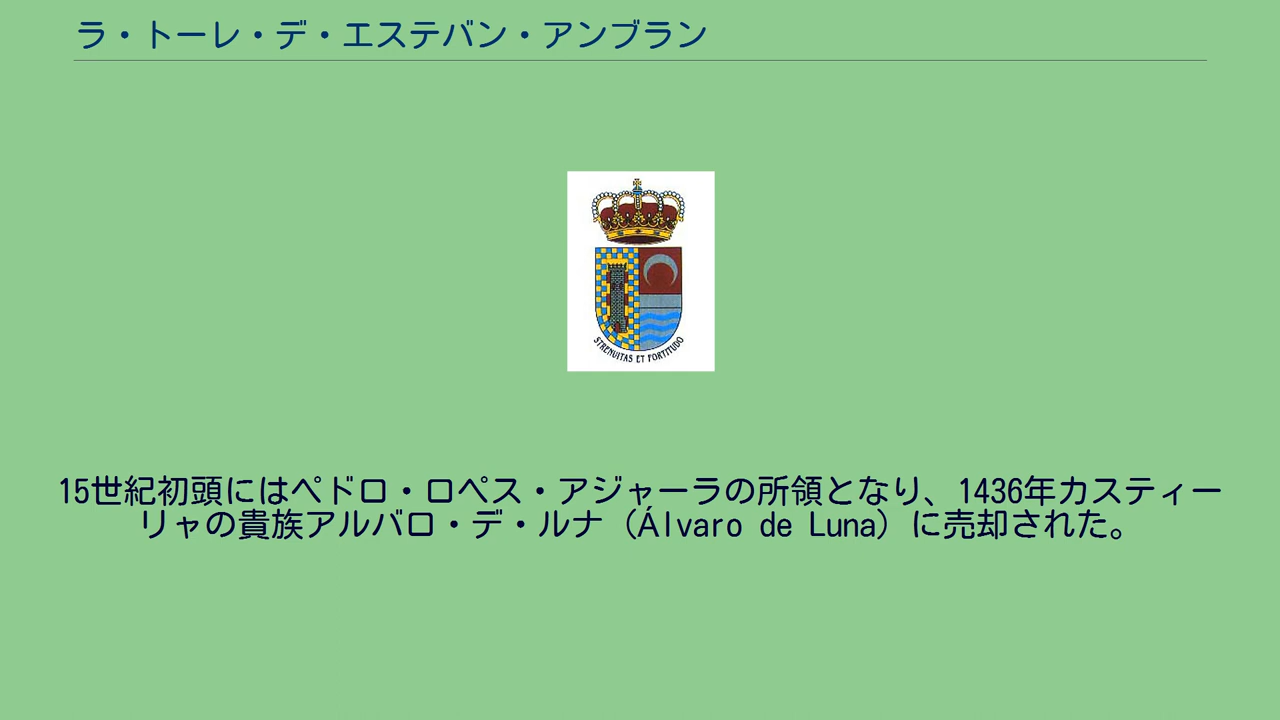 ラ・トーレ・デ・エステバン・アンブラン
STRENUITAS ET FORTITUDO
15世紀初頭にはペドロ・ロペス・アジャーラの所領となり、1436年カスティー
リャの貴族アルバロ・デ・ルナ（Álvaro de Luna）に売却された。